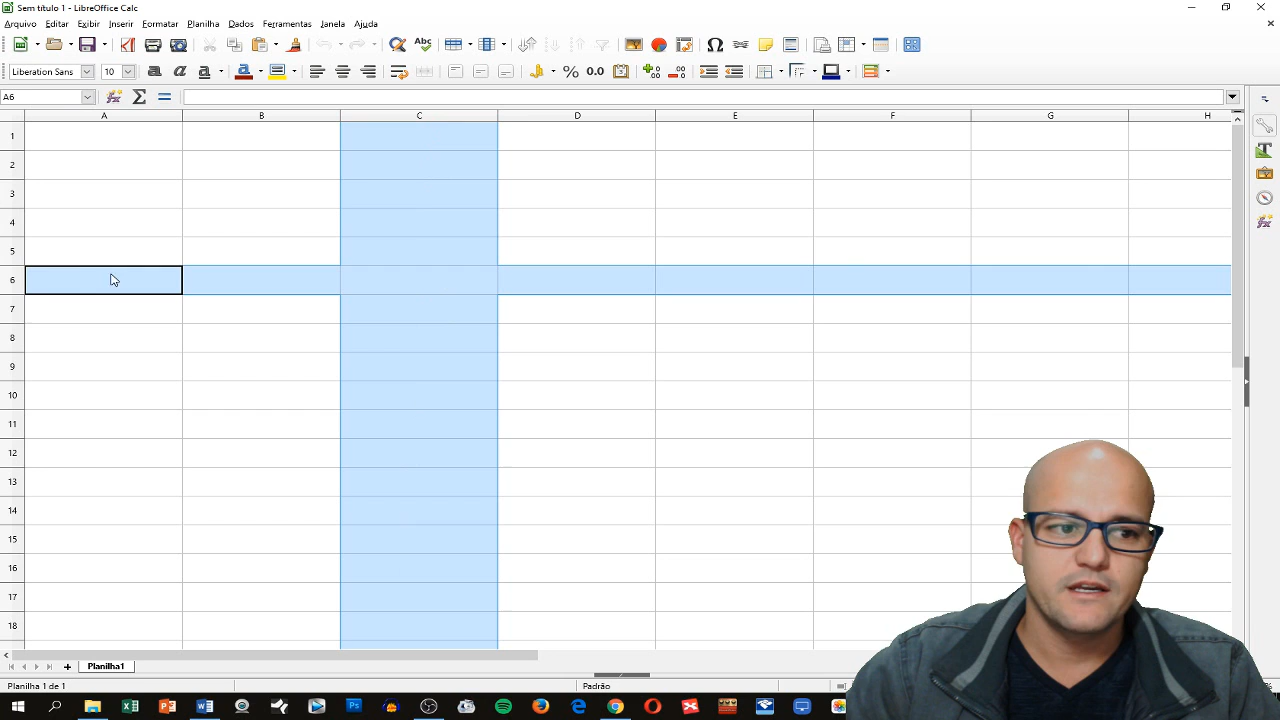 Sem título 1 - LibreOffice Calc
Arquivo Editar Exibir Inserir Formatar Planilha Dados Ferramentas Janela Ajuda
Liberation Sans 10 % 0.0
A6
A B C D E F G H
1
2
3
4
5
6
7
8
9
10
11
12
13
14
15
16
17
18
Planilha1
Planilha 1 de 1 Padrão